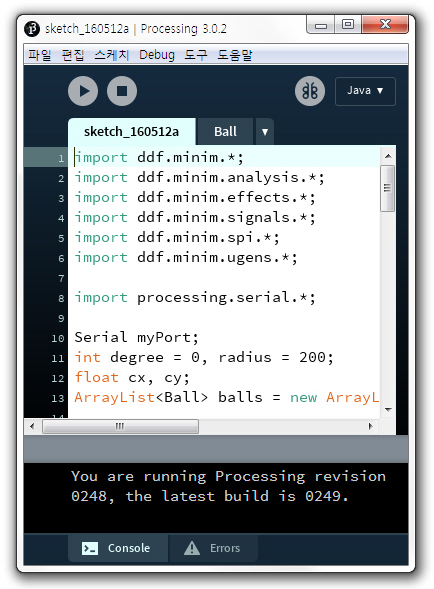 sketch_160512a | Processing 3.0.2
파일 편집 스케치 Debug 도구 도움말
Java ▾
sketch_160512a Ball ▾
1 import ddf.minim.*;
2 import ddf.minim.analysis.*;
3 import ddf.minim.effects.*;
4 import ddf.minim.signals.*;
5 import ddf.minim.spi.*;
6 import ddf.minim.ugens.*;
7
8 import processing.serial.*;
9
10 Serial myPort;
11 int degree = 0, radius = 200;
12 float cx, cy;
13 ArrayList<Ball> balls = new ArrayL
You are running Processing revision
0248, the latest build is 0249.
Console Errors